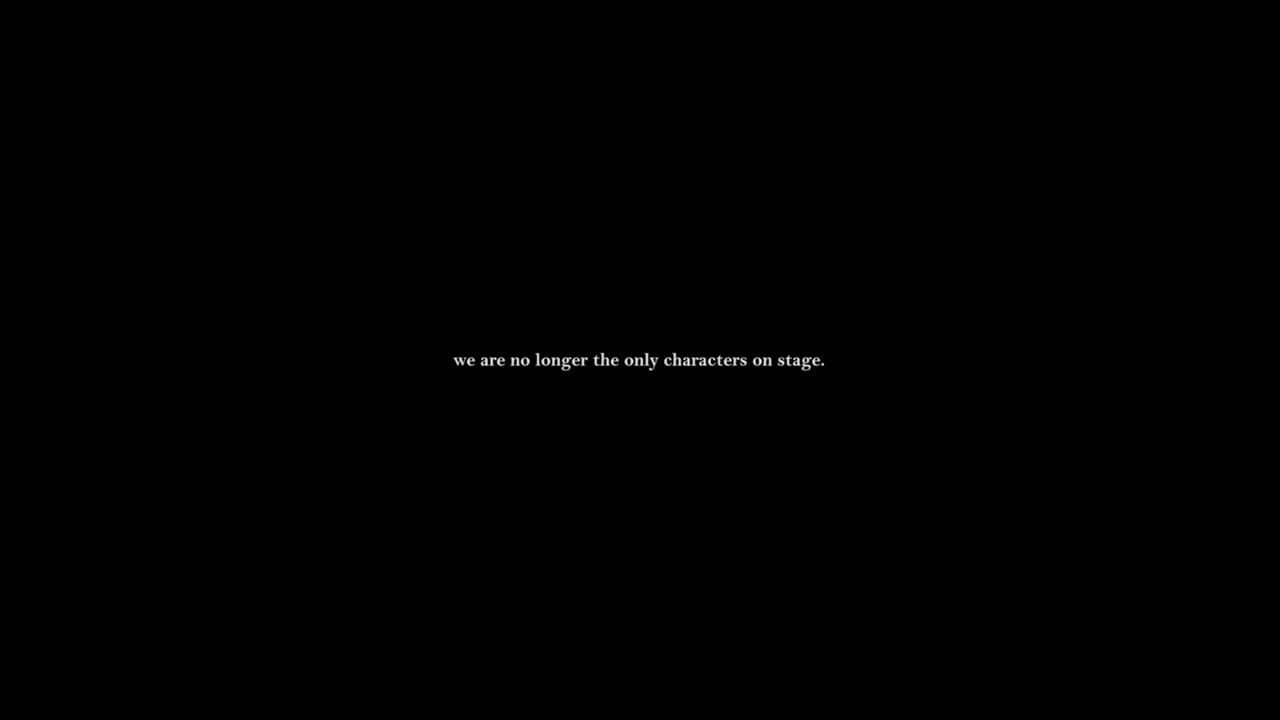 we are no longer the only characters on stage.